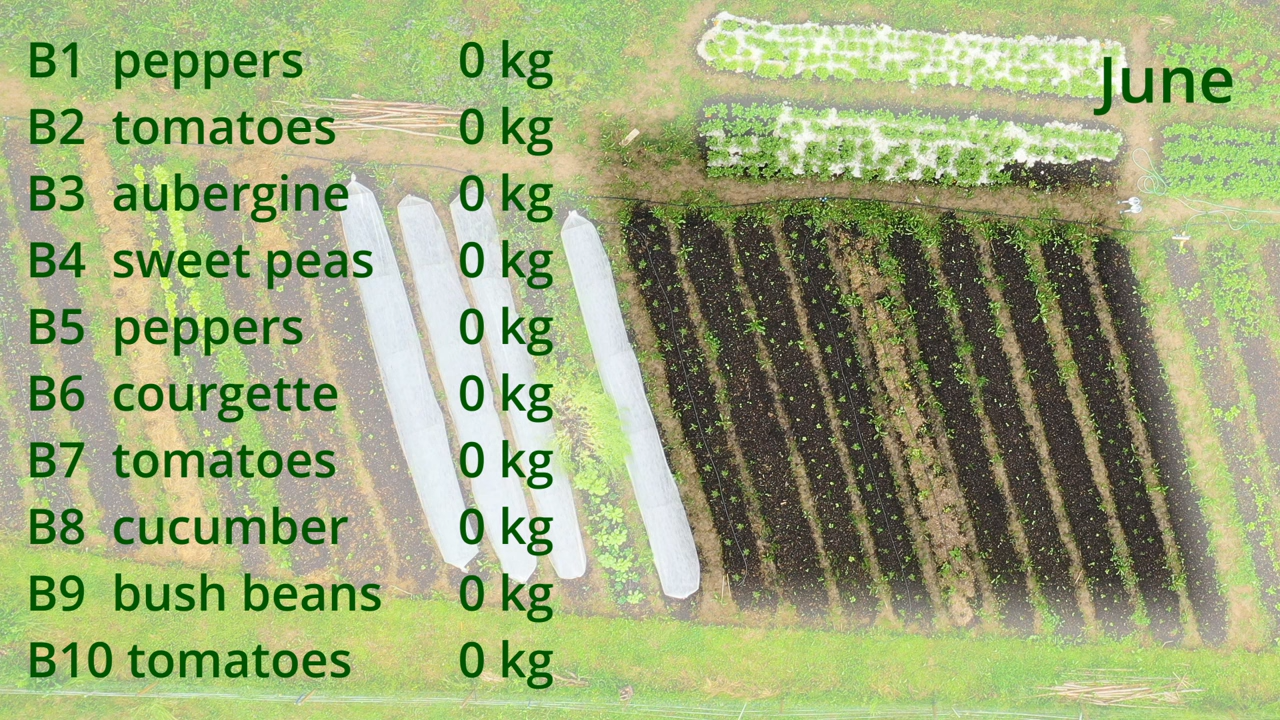 June
B1 peppers 0 kg
B2 tomatoes 0 kg
B3 aubergine 0 kg
B4 sweet peas 0 kg
B5 peppers 0 kg
B6 courgette 0 kg
B7 tomatoes 0 kg
B8 cucumber 0 kg
B9 bush beans 0 kg
B10 tomatoes 0 kg